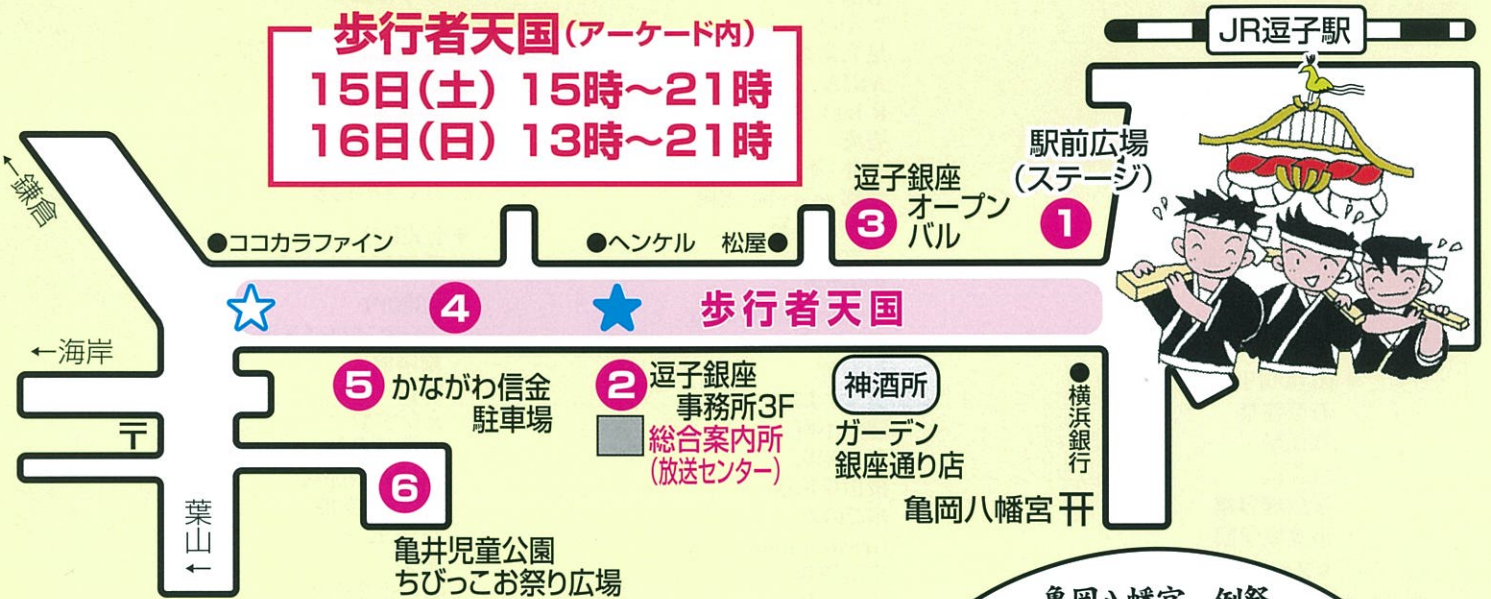 歩行者天国(アーケード内)
15日(土) 15時〜21時
16日(日) 13時〜21時
JR逗子駅
駅前広場
(ステージ)
1
逗子銀座
オープン
バル
3
←鎌倉
●ココカラファイン
●ヘンケル
松屋●
☆
4
★
歩行者天国
←海岸
〒
5
かながわ信金
駐車場
2
逗子銀座
事務所3F
総合案内所
(放送センター)
神酒所
ガーデン
銀座通り店
●横浜銀行
亀岡八幡宮
6
葉山
←
亀井児童公園
ちびっこお祭り広場
亀岡八幡宮 例祭